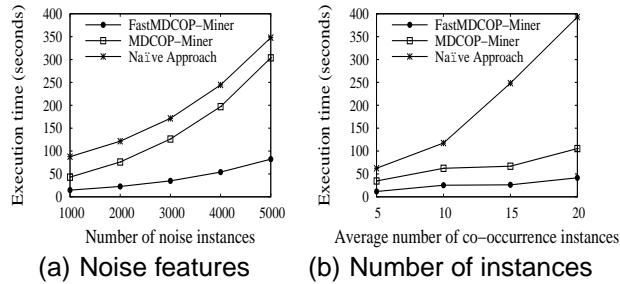 Execution time (seconds)
400
350
300
250
200
150
100
50
0
FastMDCOP-Miner
MDCOP-Miner
Naïve Approach
1000 2000 3000 4000 5000
Number of noise instances
(a) Noise features
Execution time (seconds)
400
350
300
250
200
150
100
50
0
FastMDCOP-Miner
MDCOP-Miner
Naïve Approach
5 10 15 20
Average number of co-occurrence instances
(b) Number of instances